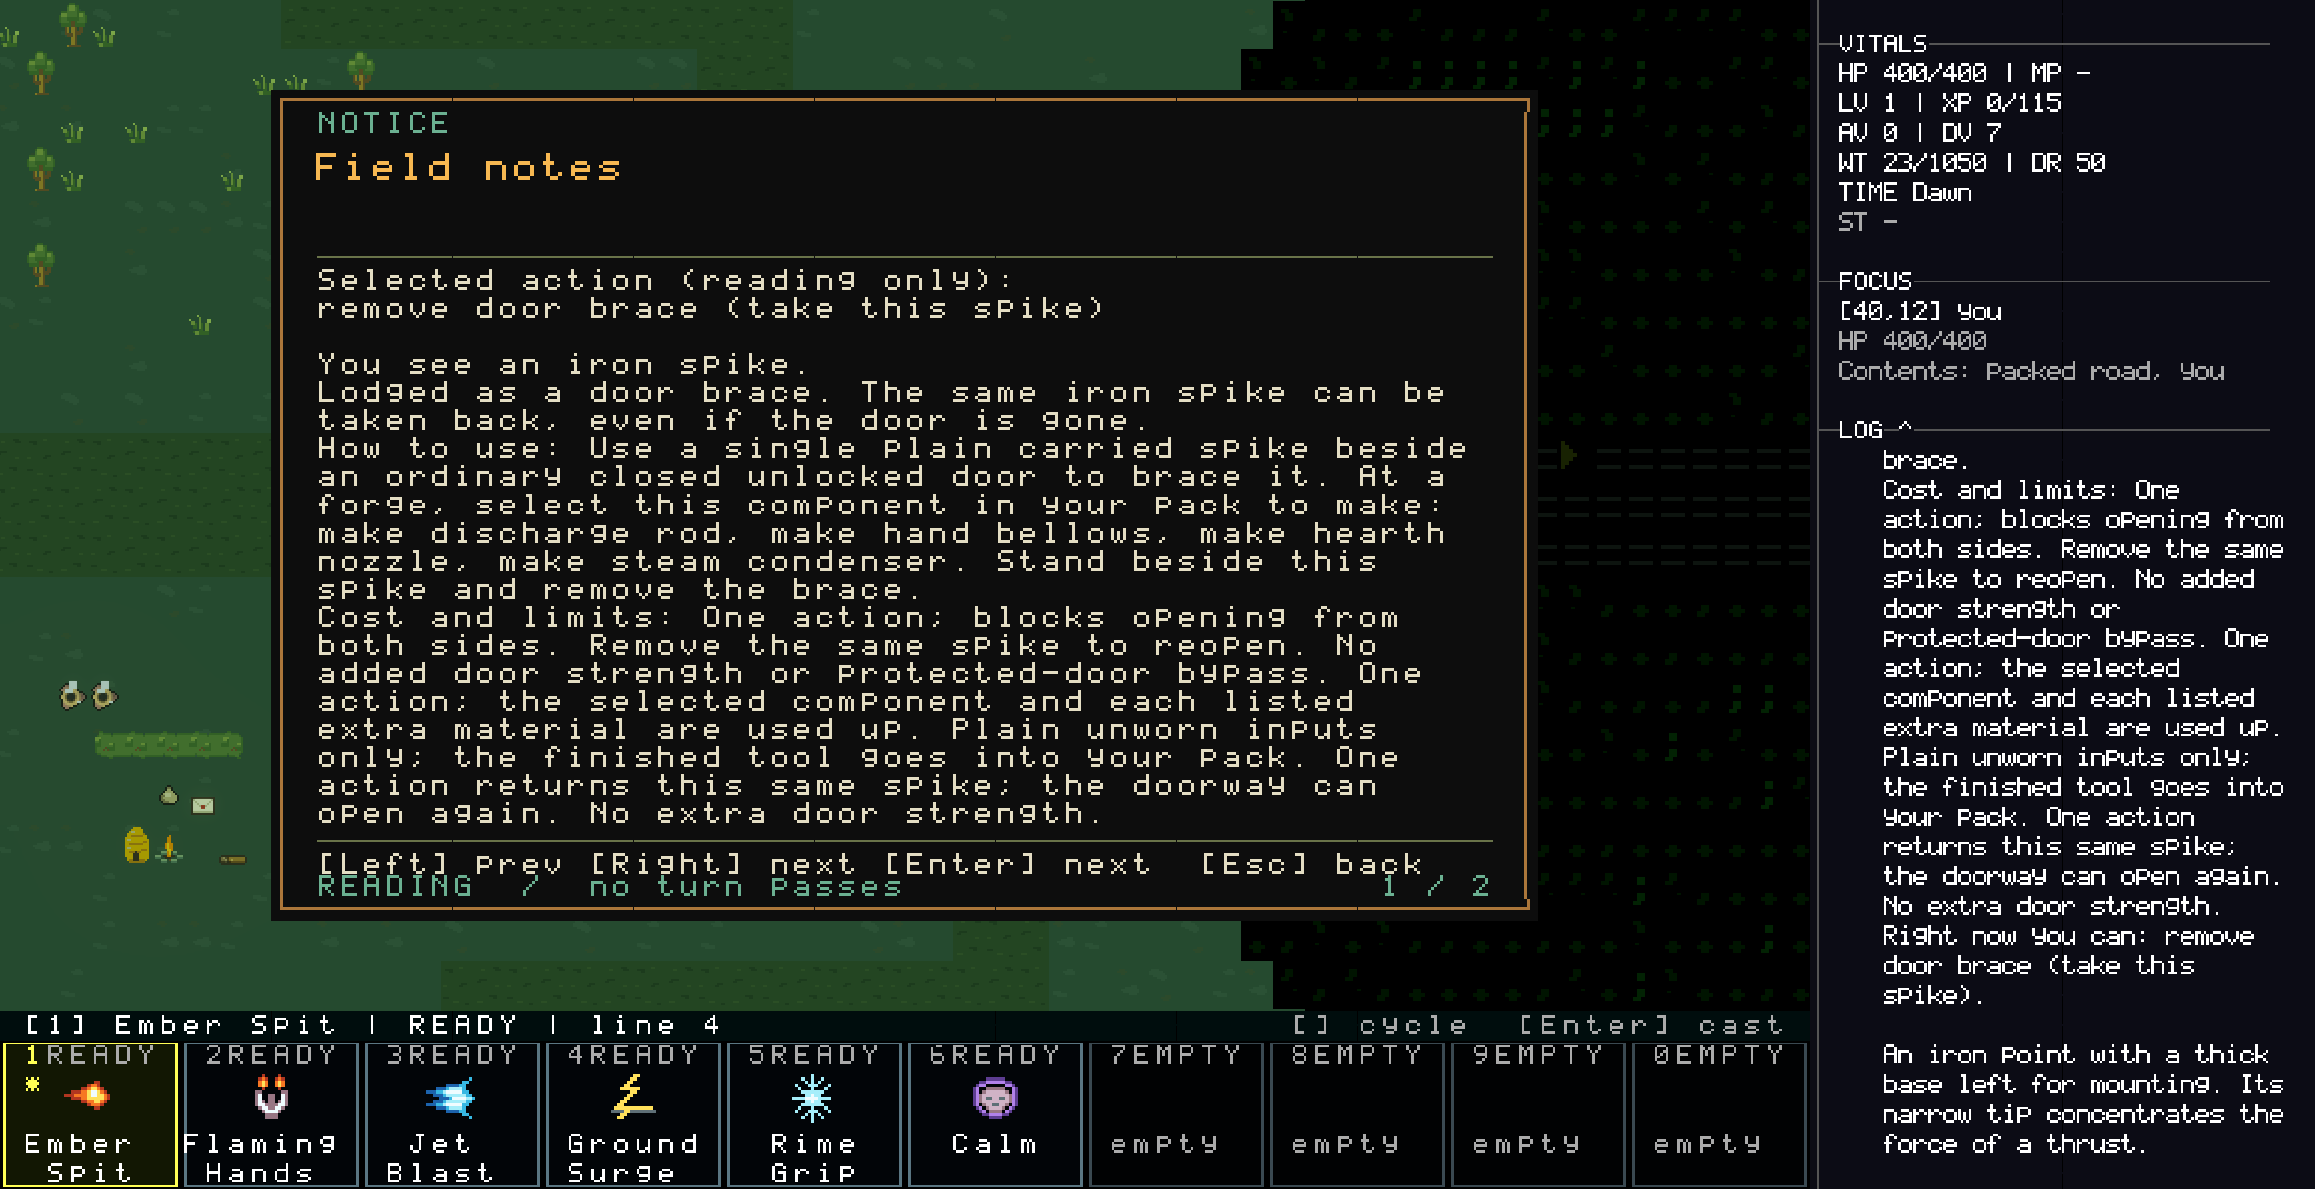 NOTICE
Field notes
Selected action (reading only):
remove door brace (take this spike)
You see an iron spike.
Lodged as a door brace. The same iron spike can be
taken back, even if the door is gone.
How to use: Use a single plain carried spike beside
an ordinary closed unlocked door to brace it. At a
forge, select this component in your pack to make:
make discharge rod, make hand bellows, make hearth
nozzle, make steam condenser. Stand beside this
spike and remove the brace.
Cost and limits: One action; blocks opening from
both sides. Remove the same spike to reopen. No
added door strength or protected-door bypass. One
action; the selected component and each listed
extra material are used up. Plain unworn inputs
only; the finished tool goes into your pack. One
action returns this same spike; the doorway can
open again. No extra door strength.
[Left] prev [Right] next [Enter] next [Esc] back
READING / no turn passes 1 / 2
[1] Ember Spit | READY | line 4 [] cycle [Enter] cast
1READY 2READY 3READY 4READY 5READY 6READY 7EMPTY 8EMPTY 9EMPTY 0EMPTY
Ember Spit
Flaming Hands
Jet Blast
Ground Surge
Rime Grip
Calm
empty
empty
empty
empty
VITALS
HP 400/400 | MP -
LV 1 | XP 0/115
AV 0 | DV 7
WT 23/1050 | DR 50
TIME Dawn
ST -
FOCUS
[40,12] you
HP 400/400
Contents: packed road, you
LOG ^
brace.
Cost and limits: One
action; blocks opening from
both sides. Remove the same
spike to reopen. No added
door strength or
protected-door bypass. One
action; the selected
component and each listed
extra material are used up.
Plain unworn inputs only;
the finished tool goes into
your pack. One action
returns this same spike;
the doorway can open again.
No extra door strength.
Right now you can: remove
door brace (take this
spike).
An iron point with a thick
base left for mounting. Its
narrow tip concentrates the
force of a thrust.